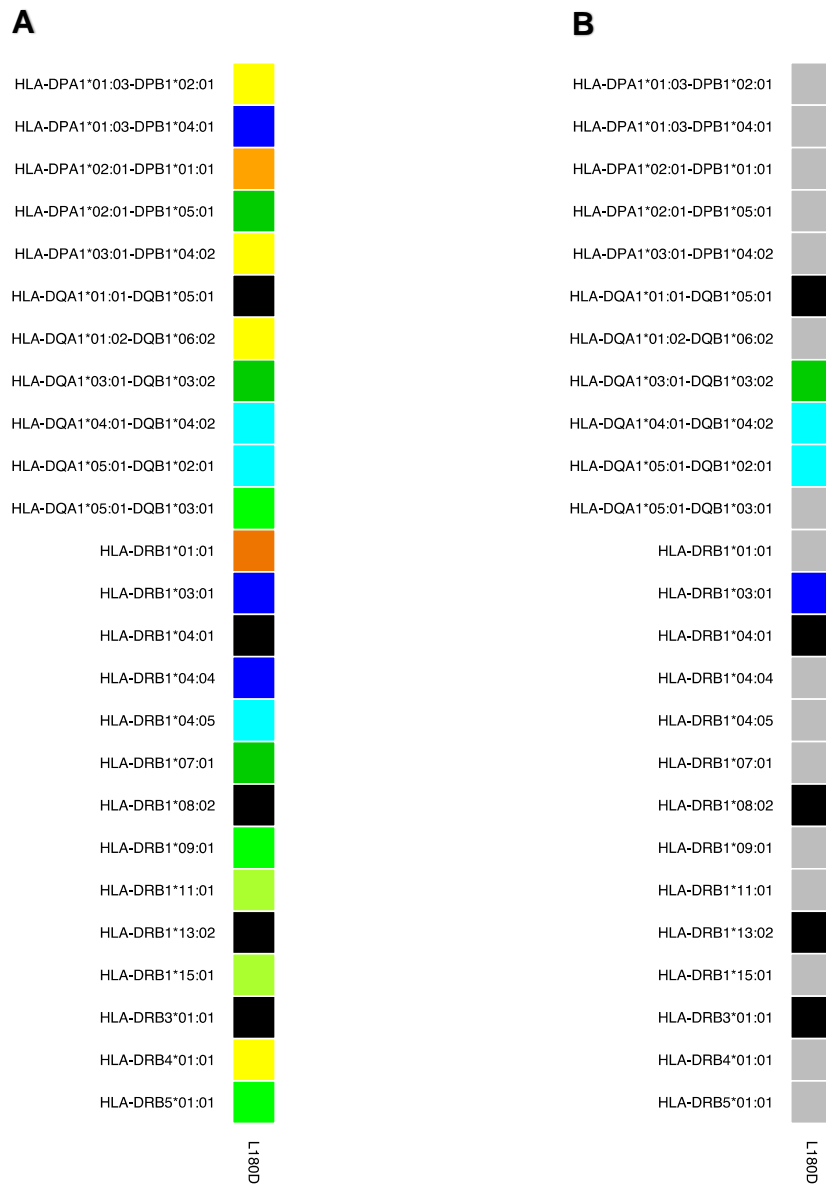 A
HLA-DPA1*01:03-DPB1*02:01
HLA-DPA1*01:03-DPB1*04:01
HLA-DPA1*02:01-DPB1*01:01
HLA-DPA1*02:01-DPB1*05:01
HLA-DPA1*03:01-DPB1*04:02
HLA-DQA1*01:01-DQB1*05:01
HLA-DQA1*01:02-DQB1*06:02
HLA-DQA1*03:01-DQB1*03:02
HLA-DQA1*04:01-DQB1*04:02
HLA-DQA1*05:01-DQB1*02:01
HLA-DQA1*05:01-DQB1*03:01
HLA-DRB1*01:01
HLA-DRB1*03:01
HLA-DRB1*04:01
HLA-DRB1*04:04
HLA-DRB1*04:05
HLA-DRB1*07:01
HLA-DRB1*08:02
HLA-DRB1*09:01
HLA-DRB1*11:01
HLA-DRB1*13:02
HLA-DRB1*15:01
HLA-DRB3*01:01
HLA-DRB4*01:01
HLA-DRB5*01:01
L180D
B
HLA-DPA1*01:03-DPB1*02:01
HLA-DPA1*01:03-DPB1*04:01
HLA-DPA1*02:01-DPB1*01:01
HLA-DPA1*02:01-DPB1*05:01
HLA-DPA1*03:01-DPB1*04:02
HLA-DQA1*01:01-DQB1*05:01
HLA-DQA1*01:02-DQB1*06:02
HLA-DQA1*03:01-DQB1*03:02
HLA-DQA1*04:01-DQB1*04:02
HLA-DQA1*05:01-DQB1*02:01
HLA-DQA1*05:01-DQB1*03:01
HLA-DRB1*01:01
HLA-DRB1*03:01
HLA-DRB1*04:01
HLA-DRB1*04:04
HLA-DRB1*04:05
HLA-DRB1*07:01
HLA-DRB1*08:02
HLA-DRB1*09:01
HLA-DRB1*11:01
HLA-DRB1*13:02
HLA-DRB1*15:01
HLA-DRB3*01:01
HLA-DRB4*01:01
HLA-DRB5*01:01
L180D